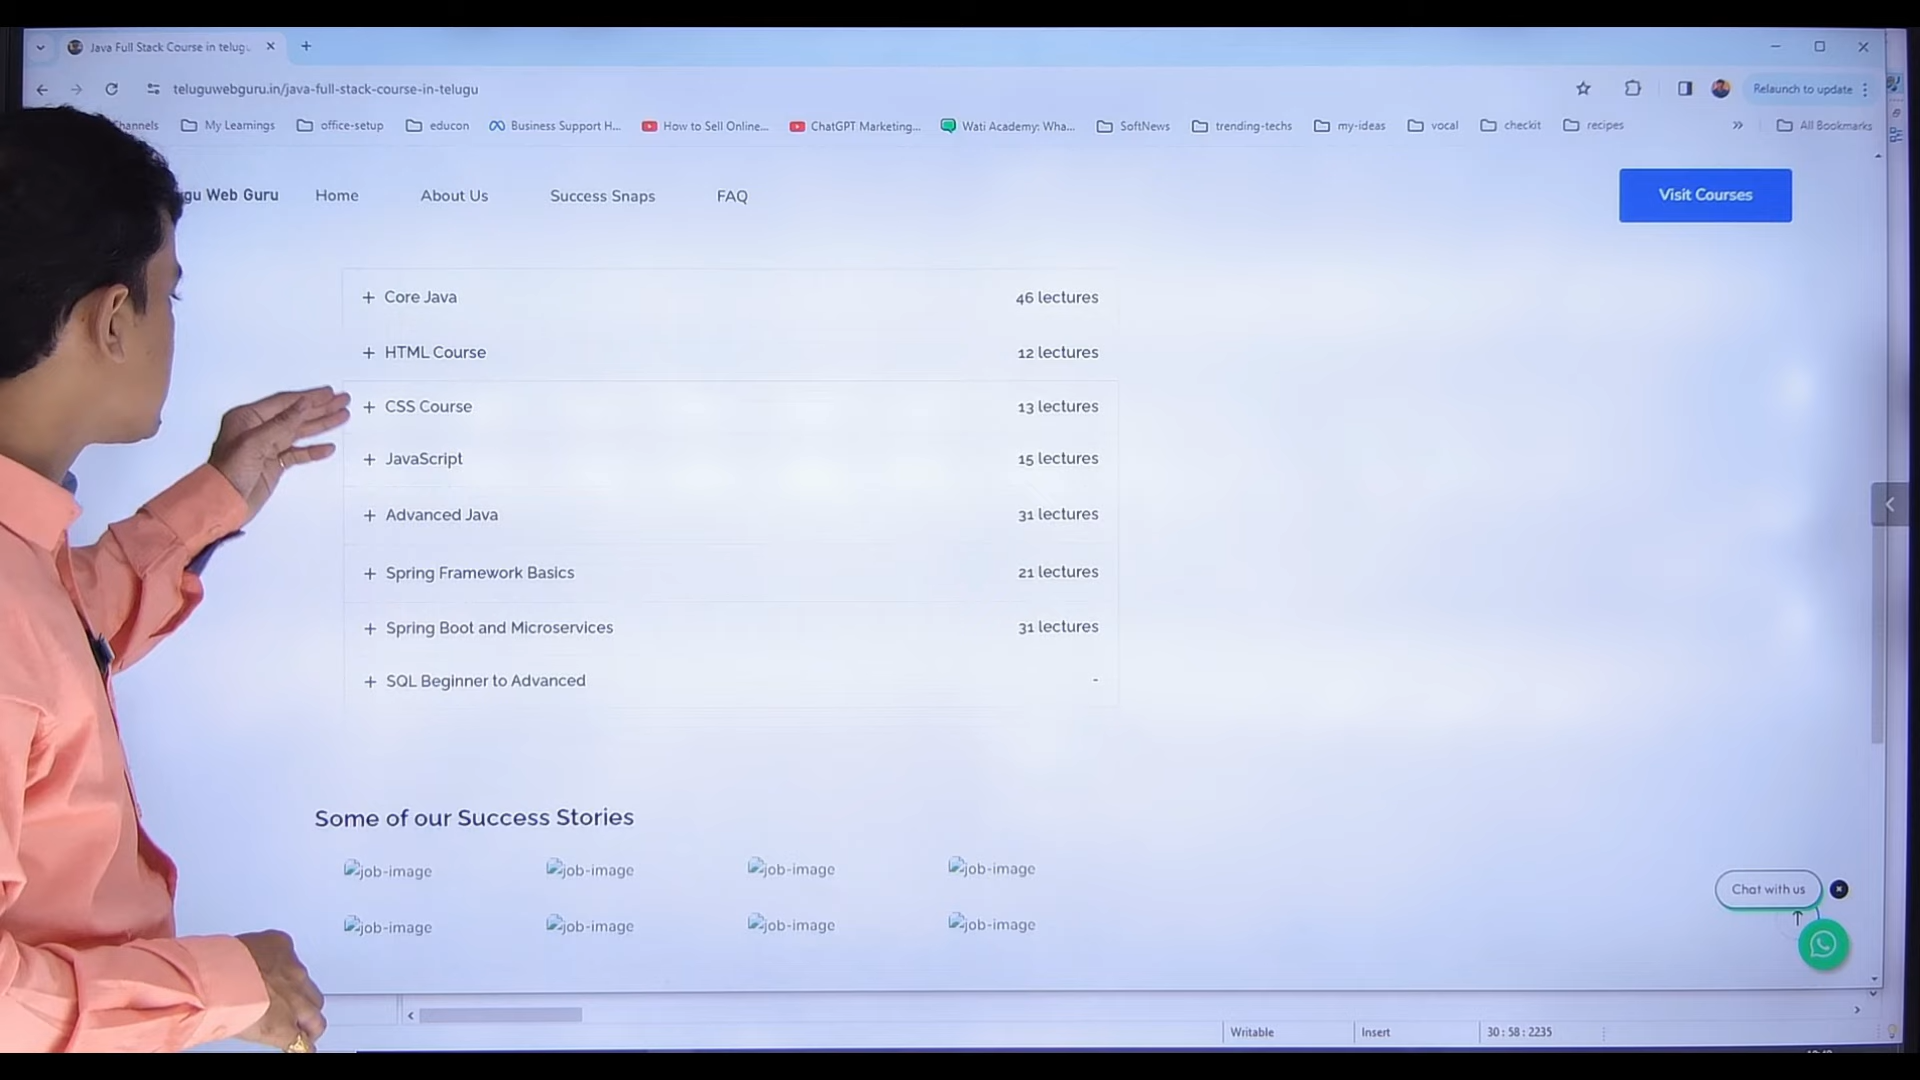 Java Full Stack Course in telugu
teluguwebguru.in/java-full-stack-course-in-telugu
Relaunch to update
hannels My Learnings office-setup educon Business Support H... How to Sell Online... ChatGPT Marketing... Wati Academy: Wha... SoftNews trending-techs my-ideas vocal checkit recipes » All Bookmarks
gu Web Guru Home About Us Success Snaps FAQ Visit Courses
+ Core Java 46 lectures
+ HTML Course 12 lectures
+ CSS Course 13 lectures
+ JavaScript 15 lectures
+ Advanced Java 31 lectures
+ Spring Framework Basics 21 lectures
+ Spring Boot and Microservices 31 lectures
+ SQL Beginner to Advanced -
Some of our Success Stories
job-image job-image job-image job-image
Chat with us
job-image job-image job-image job-image
Writable Insert 30:58:2235